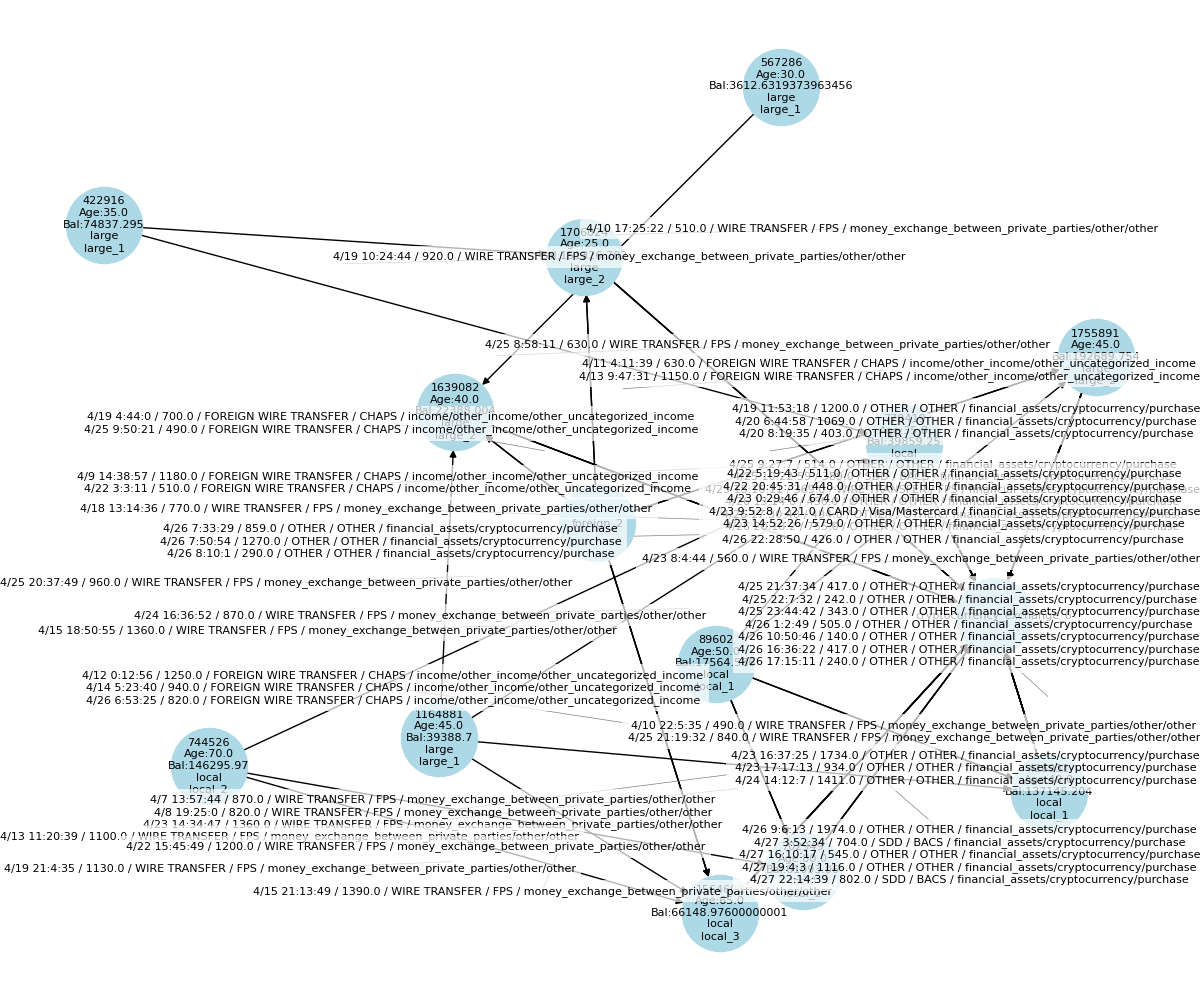 567286
Age:30.0
Bal:3612.6319373963456
large
large_1
422916
Age:35.0
Bal:74837.295
large
large_1
4/10 17:25:22 / 510.0 / WIRE TRANSFER / FPS / money_exchange_between_private_parties/other/other
Age:25.0
4/19 10:24:44 / 920.0 / WIRE TRANSFER / FPS / money_exchange_between_private_parties/other/other
large
large_2
1755891
Age:45.0
4/25 8:58:11 / 630.0 / WIRE TRANSFER / FPS / money_exchange_between_private_parties/other/other
Bal:192689.754
4/11 4:11:39 / 630.0 / FOREIGN WIRE TRANSFER / CHAPS / income/other_income/other_uncategorized_income
4/13 9:47:31 / 1150.0 / FOREIGN WIRE TRANSFER / CHAPS / income/other_income/other_uncategorized_income
1639082
Age:40.0
4/19 4:44:0 / 700.0 / FOREIGN WIRE TRANSFER / CHAPS / income/other_income/other_uncategorized_income
4/25 9:50:21 / 490.0 / FOREIGN WIRE TRANSFER / CHAPS / income/other_income/other_uncategorized_income
large_2
4/19 11:53:18 / 1200.0 / OTHER / OTHER / financial_assets/cryptocurrency/purchase
4/20 6:44:58 / 1069.0 / OTHER / OTHER / financial_assets/cryptocurrency/purchase
4/20 8:19:35 / 403.0 / OTHER / OTHER / financial_assets/cryptocurrency/purchase
local
4/25 9:27:7 / 514.0 / OTHER / OTHER / financial_assets/cryptocurrency/purchase
4/22 5:19:43 / 511.0 / OTHER / OTHER / financial_assets/cryptocurrency/purchase
4/22 20:45:31 / 448.0 / OTHER / OTHER / financial_assets/cryptocurrency/purchase
4/23 0:29:46 / 674.0 / OTHER / OTHER / financial_assets/cryptocurrency/purchase
4/23 9:52:8 / 221.0 / CARD / Visa/Mastercard / financial_assets/cryptocurrency/purchase
4/23 14:52:26 / 579.0 / OTHER / OTHER / financial_assets/cryptocurrency/purchase
4/26 22:28:50 / 426.0 / OTHER / OTHER / financial_assets/cryptocurrency/purchase
4/9 14:38:57 / 1180.0 / FOREIGN WIRE TRANSFER / CHAPS / income/other_income/other_uncategorized_income
4/22 3:3:11 / 510.0 / FOREIGN WIRE TRANSFER / CHAPS / income/other_income/other_uncategorized_income
4/18 13:14:36 / 770.0 / WIRE TRANSFER / FPS / money_exchange_between_private_parties/other/other
foreign_2
4/26 7:33:29 / 859.0 / OTHER / OTHER / financial_assets/cryptocurrency/purchase
4/26 7:50:54 / 1270.0 / OTHER / OTHER / financial_assets/cryptocurrency/purchase
4/26 8:10:1 / 290.0 / OTHER / OTHER / financial_assets/cryptocurrency/purchase
4/23 8:4:44 / 560.0 / WIRE TRANSFER / FPS / money_exchange_between_private_parties/other/other
4/25 20:37:49 / 960.0 / WIRE TRANSFER / FPS / money_exchange_between_private_parties/other/other
4/25 21:37:34 / 417.0 / OTHER / OTHER / financial_assets/cryptocurrency/purchase
4/25 22:7:32 / 242.0 / OTHER / OTHER / financial_assets/cryptocurrency/purchase
4/25 23:44:42 / 343.0 / OTHER / OTHER / financial_assets/cryptocurrency/purchase
4/26 1:2:49 / 505.0 / OTHER / OTHER / financial_assets/cryptocurrency/purchase
4/26 10:50:46 / 140.0 / OTHER / OTHER / financial_assets/cryptocurrency/purchase
4/26 16:36:22 / 417.0 / OTHER / OTHER / financial_assets/cryptocurrency/purchase
4/26 17:15:11 / 240.0 / OTHER / OTHER / financial_assets/cryptocurrency/purchase
4/24 16:36:52 / 870.0 / WIRE TRANSFER / FPS / money_exchange_between_private_parties/other/other
4/15 18:50:55 / 1360.0 / WIRE TRANSFER / FPS / money_exchange_between_private_parties/other/other
Age:50.0
local
local_1
4/12 0:12:56 / 1250.0 / FOREIGN WIRE TRANSFER / CHAPS / income/other_income/other_uncategorized_income
4/14 5:23:40 / 940.0 / FOREIGN WIRE TRANSFER / CHAPS / income/other_income/other_uncategorized_income
4/26 6:53:25 / 820.0 / FOREIGN WIRE TRANSFER / CHAPS / income/other_income/other_uncategorized_income
1164881
Age:45.0
Bal:39388.7
large
large_1
744526
Age:70.0
Bal:146295.97
local
local_2
4/10 22:5:35 / 490.0 / WIRE TRANSFER / FPS / money_exchange_between_private_parties/other/other
4/25 21:19:32 / 840.0 / WIRE TRANSFER / FPS / money_exchange_between_private_parties/other/other
4/23 16:37:25 / 1734.0 / OTHER / OTHER / financial_assets/cryptocurrency/purchase
4/23 17:17:13 / 934.0 / OTHER / OTHER / financial_assets/cryptocurrency/purchase
4/24 14:12:7 / 1411.0 / OTHER / OTHER / financial_assets/cryptocurrency/purchase
Bal:137145.204
local
local_1
4/7 13:57:44 / 870.0 / WIRE TRANSFER / FPS / money_exchange_between_private_parties/other/other
4/8 19:25:0 / 820.0 / WIRE TRANSFER / FPS / money_exchange_between_private_parties/other/other
4/23 14:34:47 / 1360.0 / WIRE TRANSFER / FPS / money_exchange_between_private_parties/other/other
4/13 11:20:39 / 1100.0 / WIRE TRANSFER / FPS / money_exchange_between_private_parties/other/other
4/22 15:45:49 / 1200.0 / WIRE TRANSFER / FPS / money_exchange_between_private_parties/other/other
4/19 21:4:35 / 1130.0 / WIRE TRANSFER / FPS / money_exchange_between_private_parties/other/other
4/15 21:13:49 / 1390.0 / WIRE TRANSFER / FPS / money_exchange_between_private_parties/other/other
4/26 9:6:13 / 1974.0 / OTHER / OTHER / financial_assets/cryptocurrency/purchase
4/27 3:52:34 / 704.0 / SDD / BACS / financial_assets/cryptocurrency/purchase
4/27 16:10:17 / 545.0 / OTHER / OTHER / financial_assets/cryptocurrency/purchase
4/27 19:4:3 / 1116.0 / OTHER / OTHER / financial_assets/cryptocurrency/purchase
4/27 22:14:39 / 802.0 / SDD / BACS / financial_assets/cryptocurrency/purchase
Bal:66148.97600000001
local
local_3